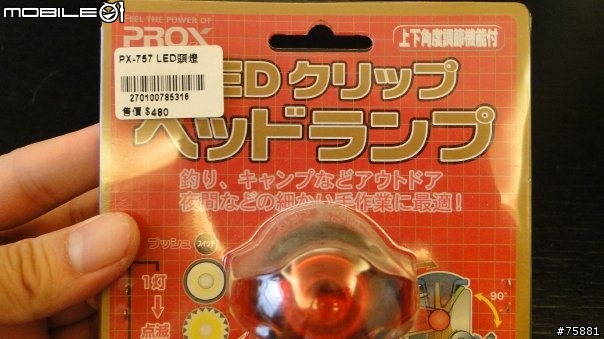 MOBILE01
FEEL THE POWER OF
PROX
上下角度調節機能付
PX-757 LED頭燈
270100785316
售價 $480
LED クリップ
ヘッドランプ
釣り、キャンプなどアウトドア
夜間などの細かい手作業に最適!
プッシュ スイッチ
1灯
点滅
90°
#75881